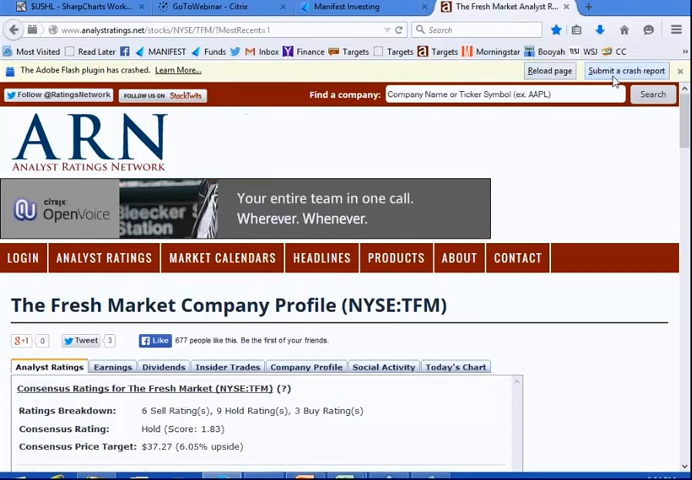 $USHL - SharpCharts Work...
GoToWebinar - Citrix
Manifest Investing
The Fresh Market Analyst R...
www.analystratings.net/stocks/NYSE/TFM/?MostRecent=1
Most Visited
Read Later
MANIFEST
Funds
Intuit
Finance
Targets
Targets
Targets
Morningstar
Booyah
WSJ
CC
The Adobe Flash plugin has crashed. Learn More...
Reload page
Submit a crash report
Follow @RatingsNetwork
FOLLOW US ON StockTwits
Find a company:
Company Name or Ticker Symbol (ex. AAPL)
Search
ARN
ANALYST RATINGS NETWORK
citrix
OpenVoice
Bleecker S
Station
Your entire team in one call.
Wherever. Whenever.
LOGIN
ANALYST RATINGS
MARKET CALENDARS
HEADLINES
PRODUCTS
ABOUT
CONTACT
The Fresh Market Company Profile (NYSE:TFM)
g+1
0
Tweet
3
Like
677 people like this. Be the first of your friends.
Analyst Ratings
Earnings
Dividends
Insider Trades
Company Profile
Social Activity
Today's Chart
Consensus Ratings for The Fresh Market (NYSE:TFM) (?)
Ratings Breakdown: 6 Sell Rating(s), 9 Hold Rating(s), 3 Buy Rating(s)
Consensus Rating: Hold (Score: 1.83)
Consensus Price Target: $37.27 (6.05% upside)